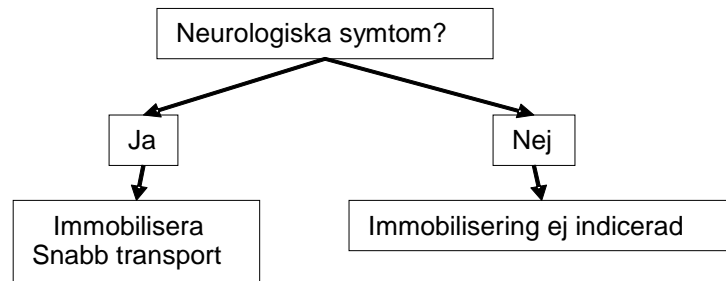 Neurologiska symtom?
Ja
Nej
Immobilisera
Snabb transport
Immobilisering ej indicerad